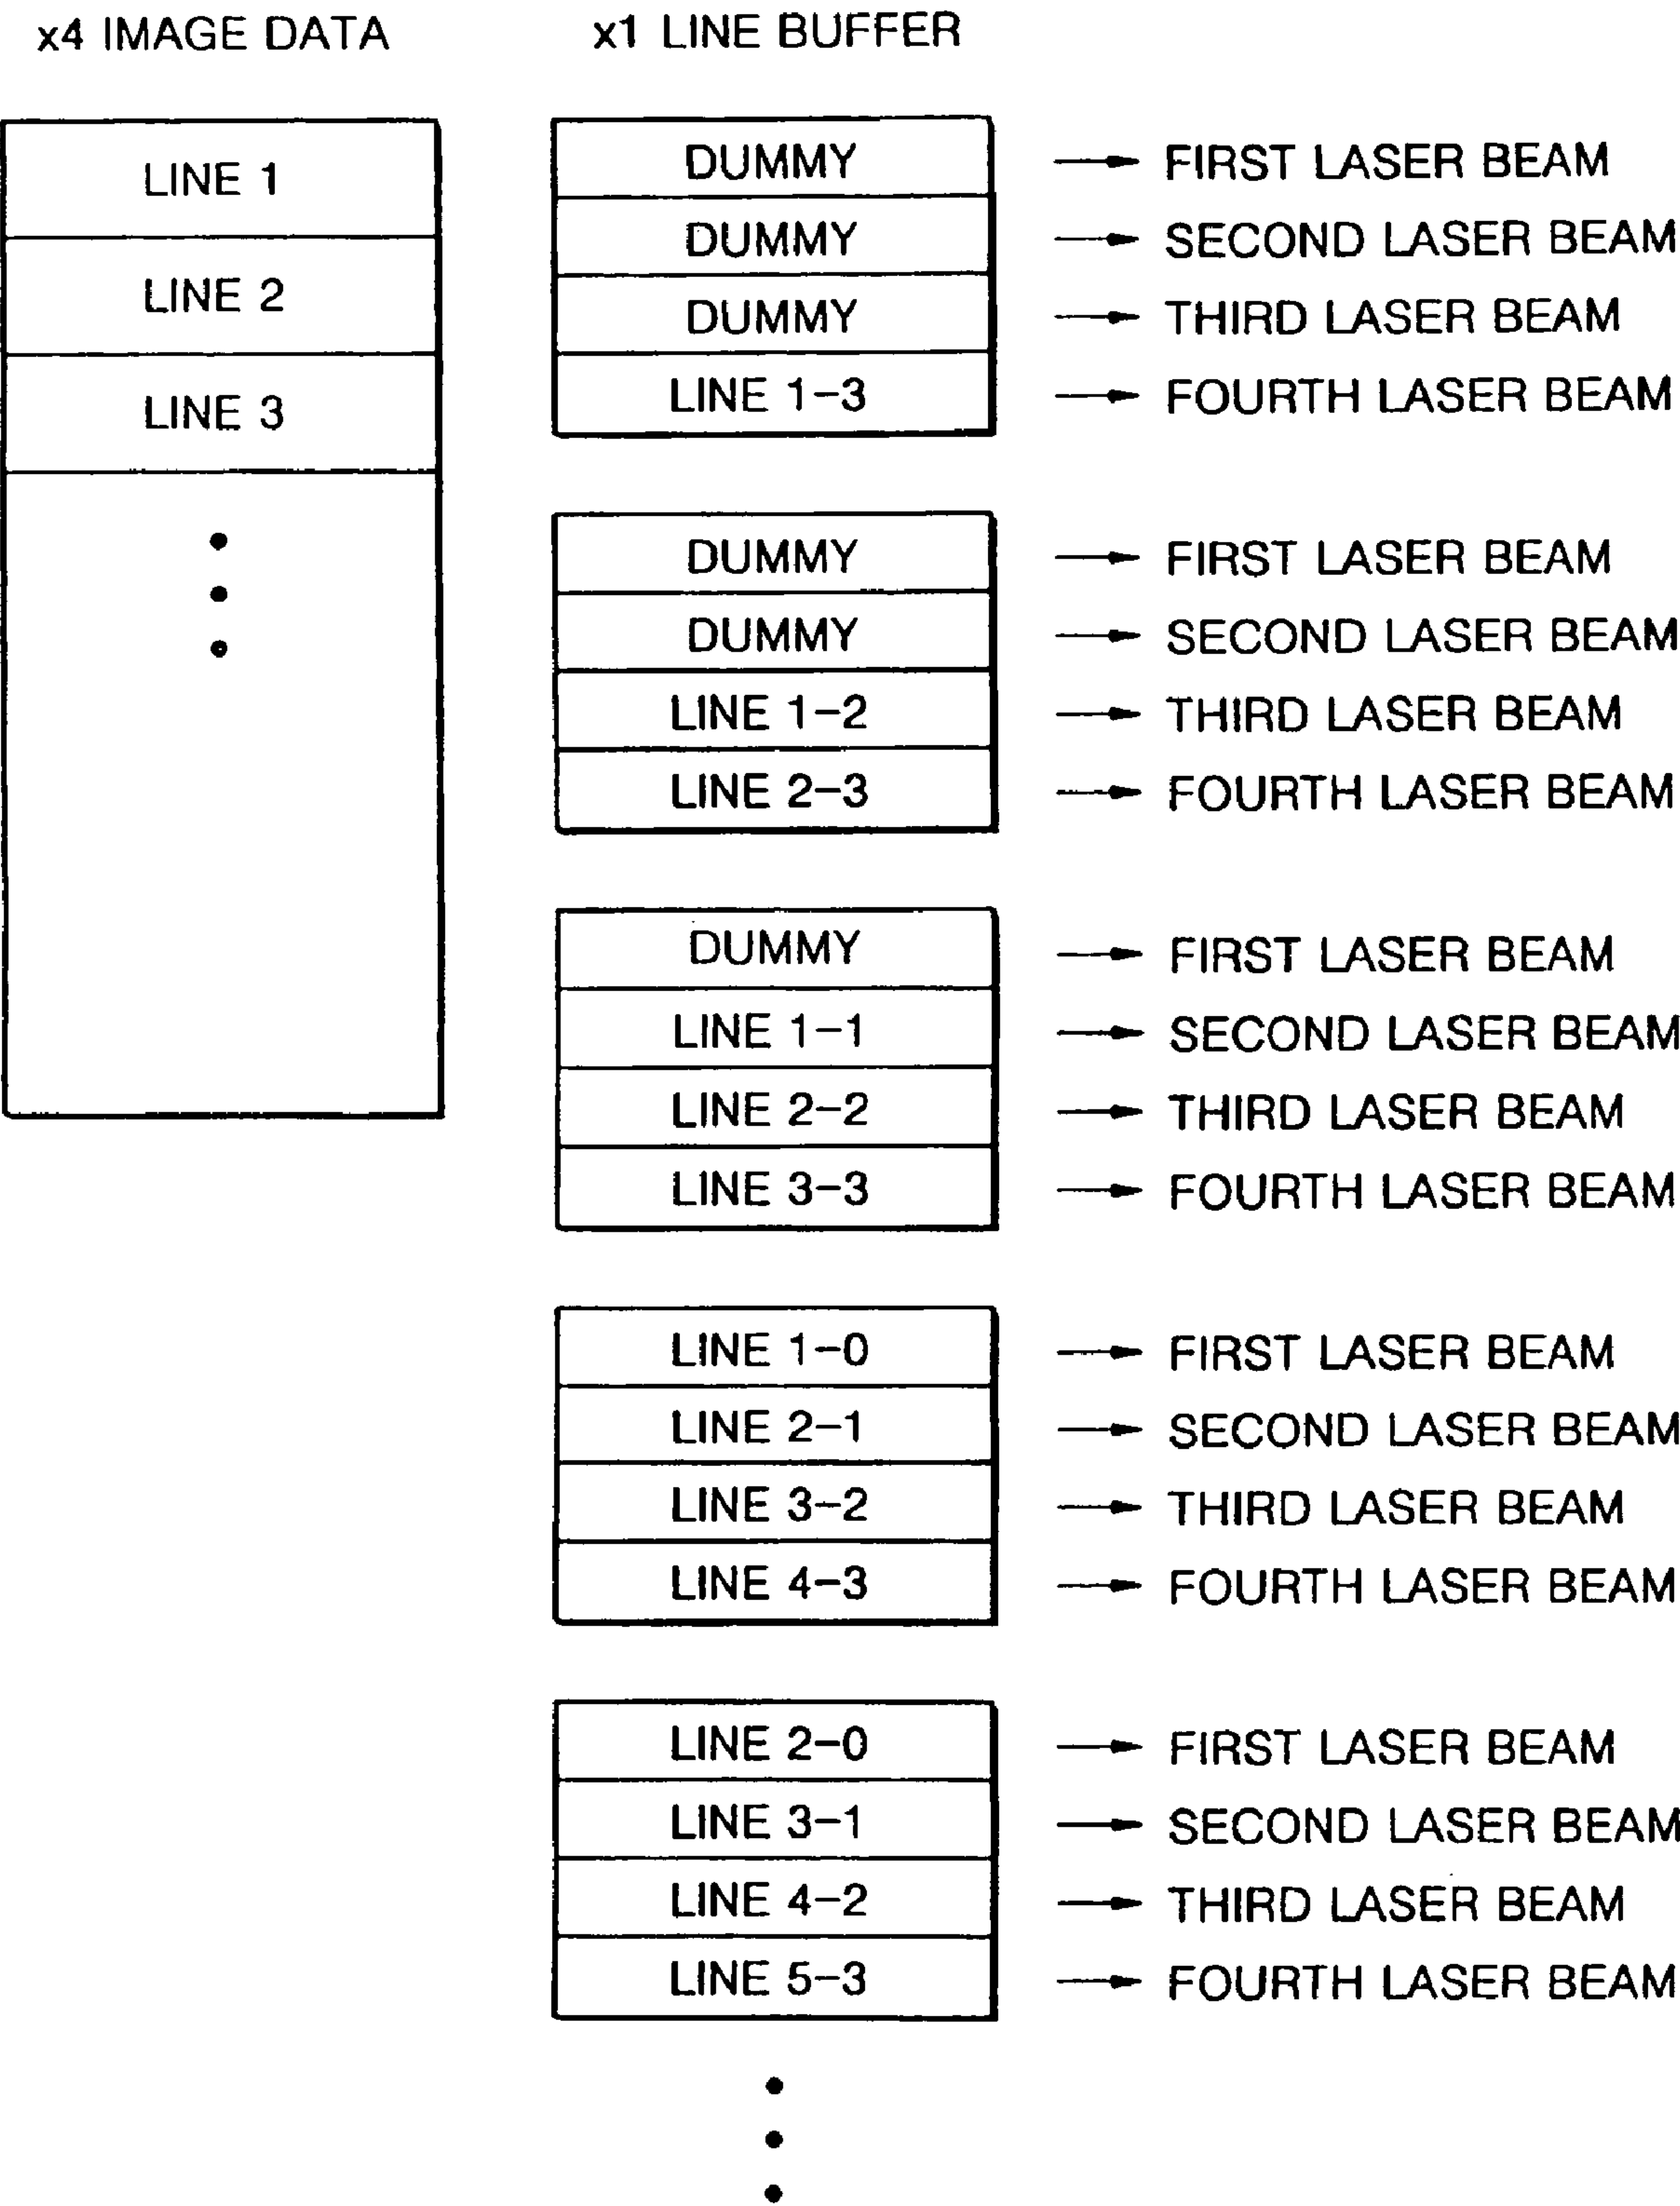 x4 IMAGE DATA
x1 LINE BUFFER
LINE 1
LINE 2
LINE 3
DUMMY → FIRST LASER BEAM
DUMMY → SECOND LASER BEAM
DUMMY → THIRD LASER BEAM
LINE 1-3 → FOURTH LASER BEAM
DUMMY → FIRST LASER BEAM
DUMMY → SECOND LASER BEAM
LINE 1-2 → THIRD LASER BEAM
LINE 2-3 → FOURTH LASER BEAM
DUMMY → FIRST LASER BEAM
LINE 1-1 → SECOND LASER BEAM
LINE 2-2 → THIRD LASER BEAM
LINE 3-3 → FOURTH LASER BEAM
LINE 1-0 → FIRST LASER BEAM
LINE 2-1 → SECOND LASER BEAM
LINE 3-2 → THIRD LASER BEAM
LINE 4-3 → FOURTH LASER BEAM
LINE 2-0 → FIRST LASER BEAM
LINE 3-1 → SECOND LASER BEAM
LINE 4-2 → THIRD LASER BEAM
LINE 5-3 → FOURTH LASER BEAM